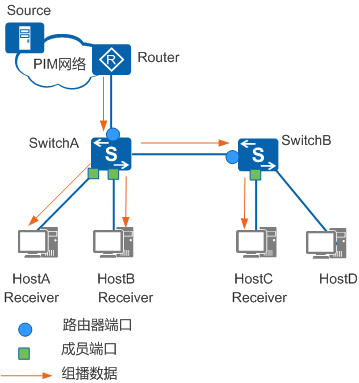 Source
PIM网络
R
Router
SwitchA
S
S
SwitchB
HostA
HostB
HostC
HostD
Receiver
Receiver
Receiver
路由器端口
成员端口
组播数据